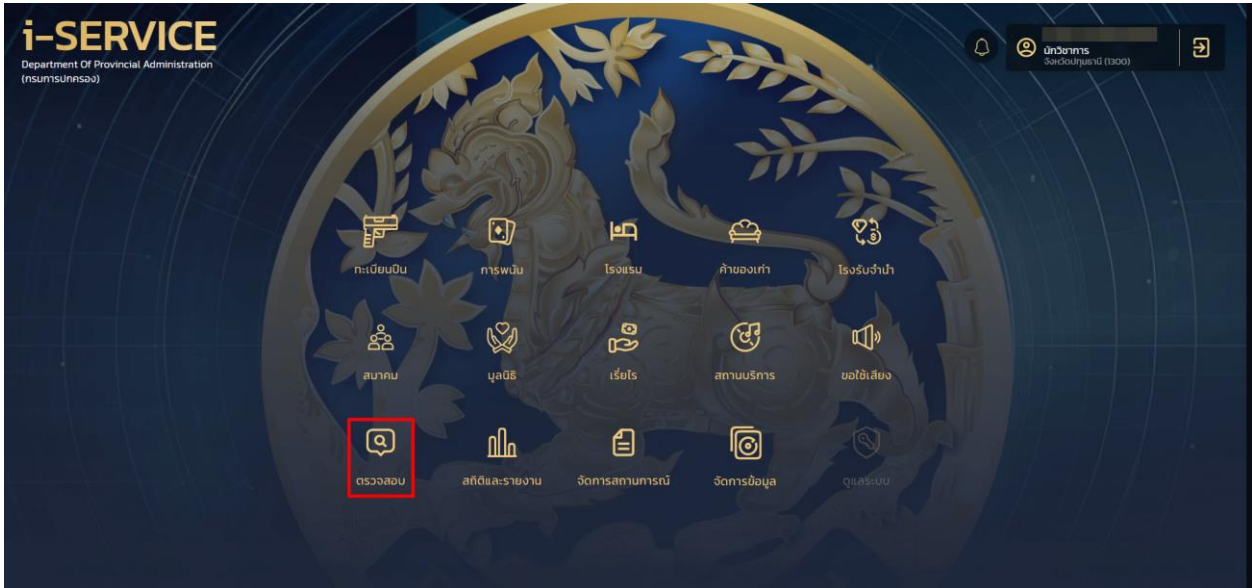 i-SERVICE
Department Of Provincial Administration
(กรมการปกครอง)
นักวิชาการ
จังหวัดปทุมธานี (1300)
ทะเบียนปืน
การพนัน
โรงแรม
ค้าของเก่า
โรงรับจำนำ
สมาคม
มูลนิธิ
เรี่ยไร
สถานบริการ
ขอใช้เสียง
ตรวจสอบ
สถิติและรายงาน
จัดการสถานการณ์
จัดการข้อมูล
ดูแลระบบ